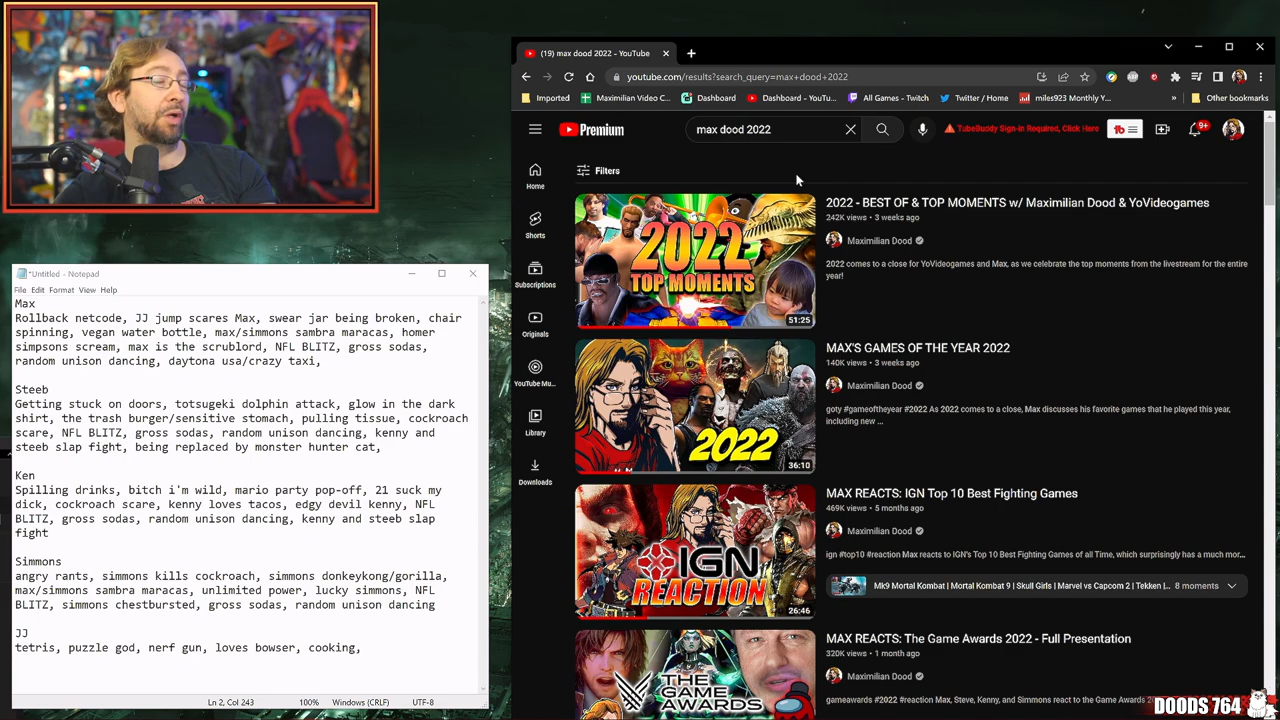 (19) max dood 2022 - YouTube
youtube.com/results?search_query=max+dood+2022
Imported
Maximilian Video C...
Dashboard
Dashboard - YouTu...
All Games - Twitch
Twitter / Home
miles923 Monthly Y...
»
Other bookmarks
Premium
max dood 2022
TubeBuddy Sign-in Required, Click Here
tb
9+
Filters
Home
Shorts
Subscriptions
Originals
YouTube Mu...
Library
Downloads
2022
TOP MOMENTS
51:25
2022 - BEST OF & TOP MOMENTS w/ Maximilian Dood & YoVideogames
242K views • 3 weeks ago
Maximilian Dood
2022 comes to a close for YoVideogames and Max, as we celebrate the top moments from the livestream for the entire
year!
2022
36:10
MAX'S GAMES OF THE YEAR 2022
140K views • 3 weeks ago
Maximilian Dood
goty #gameoftheyear #2022 As 2022 comes to a close, Max discusses his favorite games that he played this year,
including new ...
IGN
REACTION
26:46
MAX REACTS: IGN Top 10 Best Fighting Games
469K views • 5 months ago
Maximilian Dood
ign #top10 #reaction Max reacts to IGN's Top 10 Best Fighting Games of all Time, which surprisingly has a much mor...
Mk9 Mortal Kombat | Mortal Kombat 9 | Skull Girls | Marvel vs Capcom 2 | Tekken |...
8 moments
THE
GAME
AWARDS
MAX REACTS: The Game Awards 2022 - Full Presentation
320K views • 1 month ago
Maximilian Dood
gameawards #2022 #reaction Max, Steve, Kenny, and Simmons react to the Game Awards
DOODS 764
*Untitled - Notepad
File Edit Format View Help
Max
Rollback netcode, JJ jump scares Max, swear jar being broken, chair
spinning, vegan water bottle, max/simmons sambra maracas, homer
simpsons scream, max is the scrublord, NFL BLITZ, gross sodas,
random unison dancing, daytona usa/crazy taxi,
Steeb
Getting stuck on doors, totsugeki dolphin attack, glow in the dark
shirt, the trash burger/sensitive stomach, pulling tissue, cockroach
scare, NFL BLITZ, gross sodas, random unison dancing, kenny and
steeb slap fight, being replaced by monster hunter cat,
Ken
Spilling drinks, bitch i'm wild, mario party pop-off, 21 suck my
dick, cockroach scare, kenny loves tacos, edgy devil kenny, NFL
BLITZ, gross sodas, random unison dancing, kenny and steeb slap
fight
Simmons
angry rants, simmons kills cockroach, simmons donkeykong/gorilla,
max/simmons sambra maracas, unlimited power, lucky simmons, NFL
BLITZ, simmons chestbursted, gross sodas, random unison dancing
JJ
tetris, puzzle god, nerf gun, loves bowser, cooking,
Ln 2, Col 243
100%
Windows (CRLF)
UTF-8